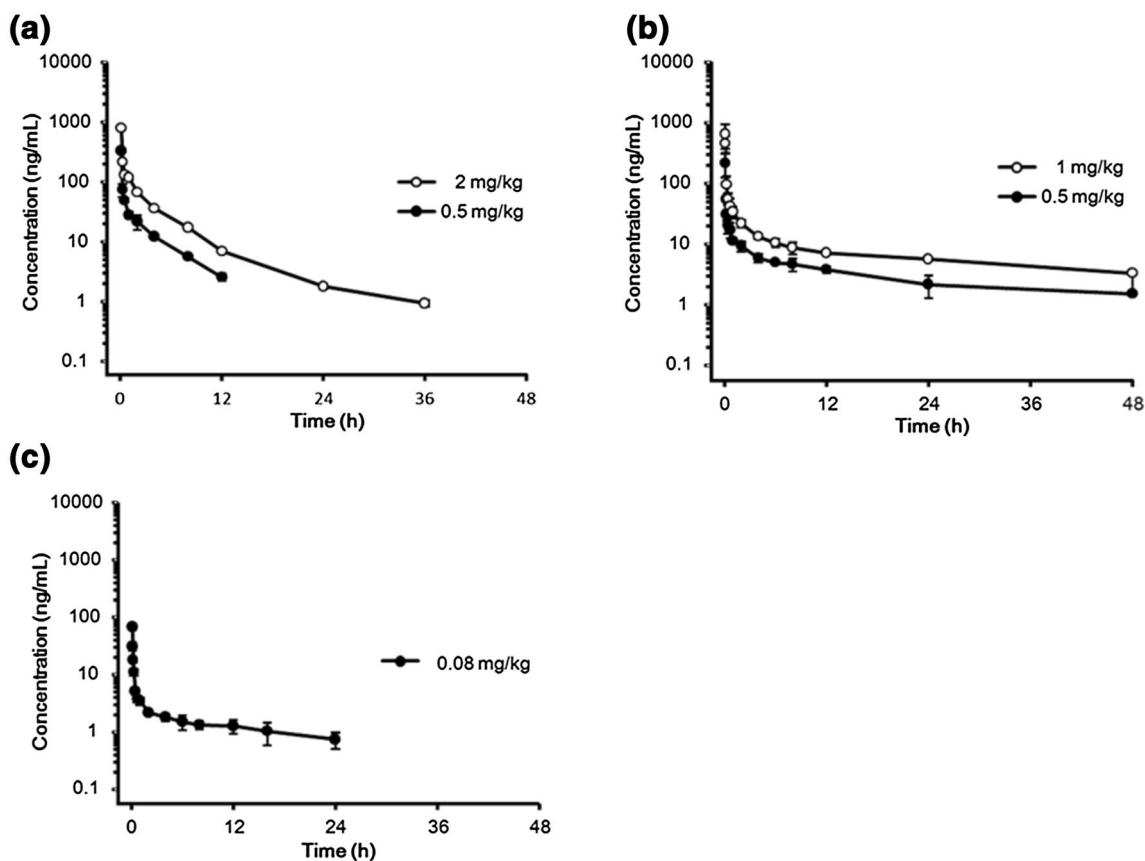 (a)
10000
1000
100
10
1
0.1
Concentration (ng/mL)
2 mg/kg
0.5 mg/kg
0 12 24 36 48
Time (h)
(b)
10000
1000
100
10
1
0.1
Concentration (ng/mL)
1 mg/kg
0.5 mg/kg
0 12 24 36 48
Time (h)
(c)
10000
1000
100
10
1
0.1
Concentration (ng/mL)
0.08 mg/kg
0 12 24 36 48
Time (h)